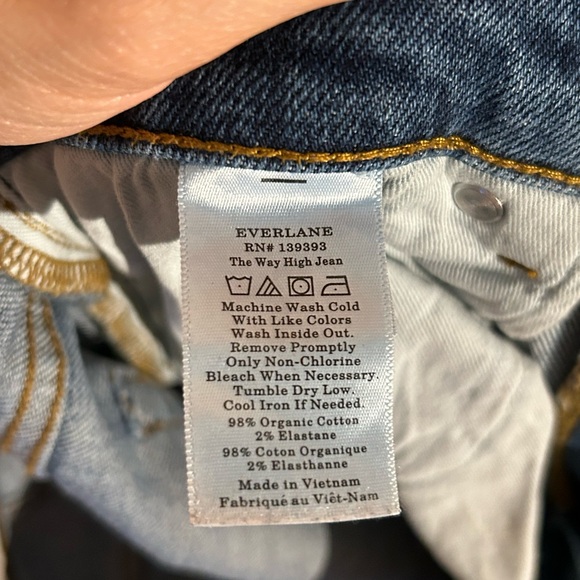 EVERLANE
RN# 139393
The Way High Jean
Machine Wash Cold
With Like Colors
Wash Inside Out.
Remove Promptly
Only Non-Chlorine
Bleach When Necessary.
Tumble Dry Low.
Cool Iron If Needed.
98% Organic Cotton
2% Elastane
98% Coton Organique
2% Elasthanne
Made in Vietnam
Fabriqué au Viêt-Nam